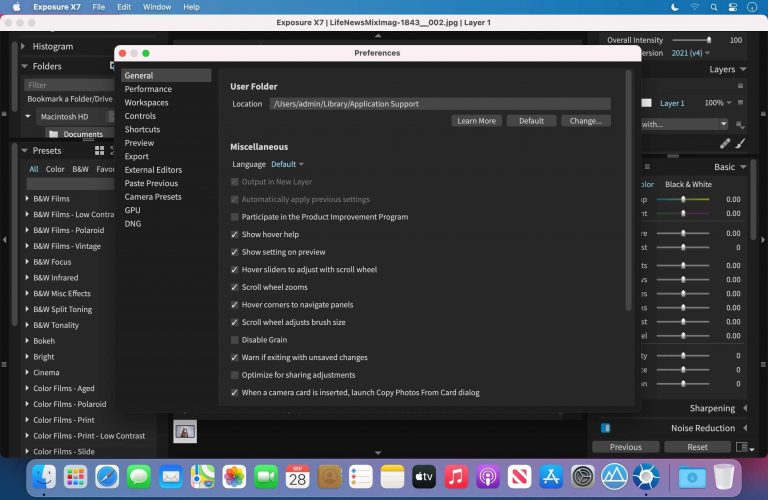 Exposure X7 File Edit Window Help
Exposure X7 | LifeNewsMixImag-1843__002.jpg | Layer 1
Histogram
Folders
Filter
Bookmark a Folder/Drive
Macintosh HD
Documents
Presets
All Color B&W Favo
B&W Films
B&W Films - Low Contra
B&W Films - Polaroid
B&W Films - Vintage
B&W Focus
B&W Infrared
B&W Misc Effects
B&W Split Toning
B&W Tonality
Bokeh
Bright
Cinema
Color Films - Aged
Color Films - Polaroid
Color Films - Print
Color Films - Print - Low Contrast
Color Films - Slide
Preferences
General
Performance
Workspaces
Controls
Shortcuts
Preview
Export
External Editors
Paste Previous
Camera Presets
GPU
DNG
User Folder
Location /Users/admin/Library/Application Support
Learn More Default Change...
Miscellaneous
Language Default
Output in New Layer
Automatically apply previous settings
Participate in the Product Improvement Program
Show hover help
Show setting on preview
Hover sliders to adjust with scroll wheel
Scroll wheel zooms
Hover corners to navigate panels
Scroll wheel adjusts brush size
Disable Grain
Warn if exiting with unsaved changes
Optimize for sharing adjustments
When a camera card is inserted, launch Copy Photos From Card dialog
Overall Intensity 100
ersion 2021 (v4)
Layers
Layer 1 100%
with...
Basic
olor Black & White
p 0.00
nt 0.00
re 0.00
st 0
0.00
0.00
0.00
0.00
0.00
ity 0
ce 0
on 0
Sharpening
Noise Reduction
Previous Reset
SEP
28
tv